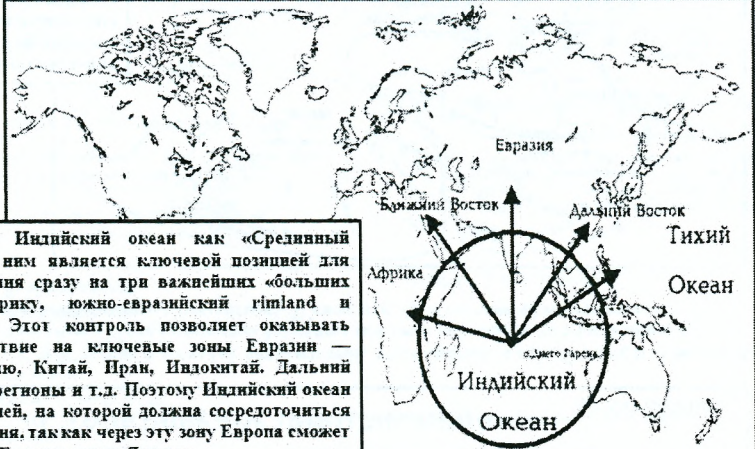 Евразия
Ближний Восток
Дальний Восток
Тихий
Океан
Африка
о.Диего Гарсиа
Индийский
Океан
Индийский океан как «Срединный
ним является ключевой позицией для
ния сразу на три важнейших «больших
рику, южно-евразийский rimland и
Этот контроль позволяет оказывать
ствие на ключевые зоны Евразии —
ю, Китай, Иран, Индокитай. Дальний
регионы и т.д. Поэтому Индийский океан
ией, на которой должна сосредоточиться
ня, так как через эту зону Европа сможет